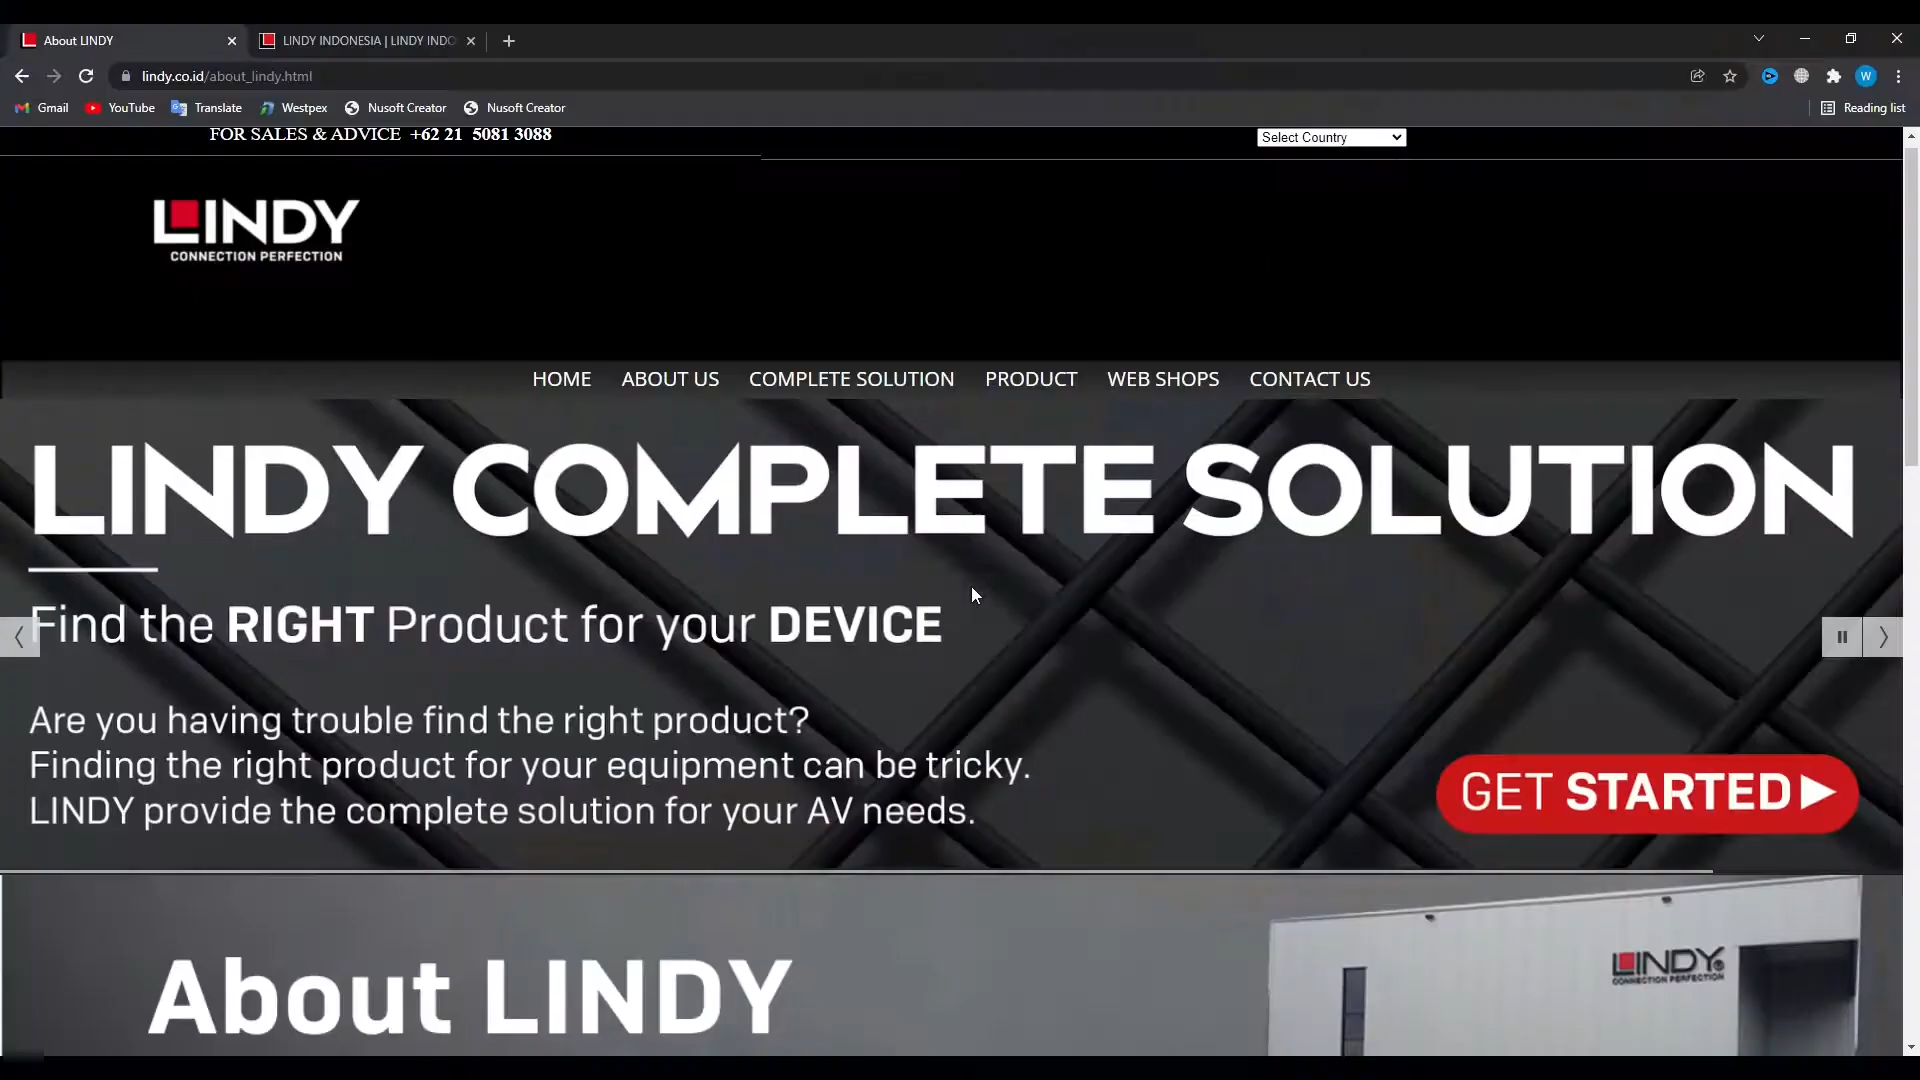 About LINDY
LINDY INDONESIA | LINDY INDO
lindy.co.id/about_lindy.html
W
Gmail
YouTube
Translate
Westpex
Nusoft Creator
Nusoft Creator
Reading list
FOR SALES & ADVICE +62 21 5081 3088
Select Country
LINDY
CONNECTION PERFECTION
HOME
ABOUT US
COMPLETE SOLUTION
PRODUCT
WEB SHOPS
CONTACT US
LINDY COMPLETE SOLUTION
Find the RIGHT Product for your DEVICE
Are you having trouble find the right product?
Finding the right product for your equipment can be tricky.
LINDY provide the complete solution for your AV needs.
GET STARTED
About LINDY
LINDY®
CONNECTION PERFECTION